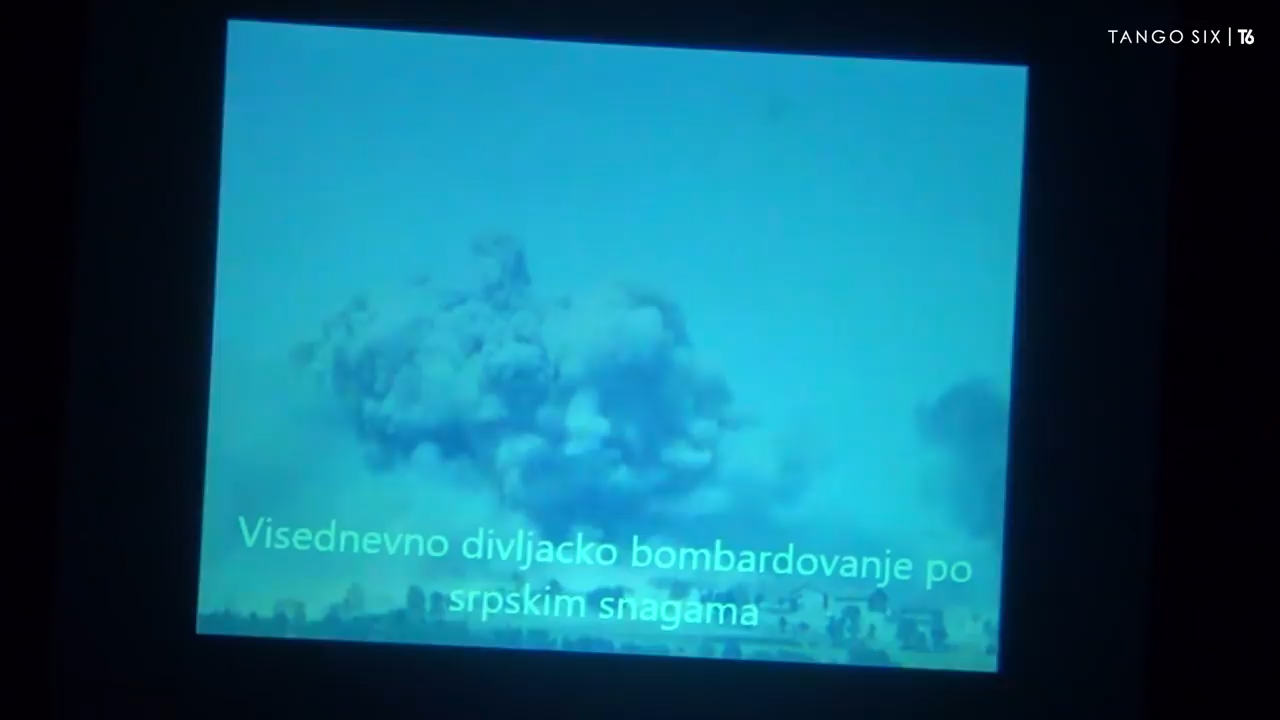 TANGO SIX | T6
Visednevno divljacko bombardovanje po
srpskim snagama